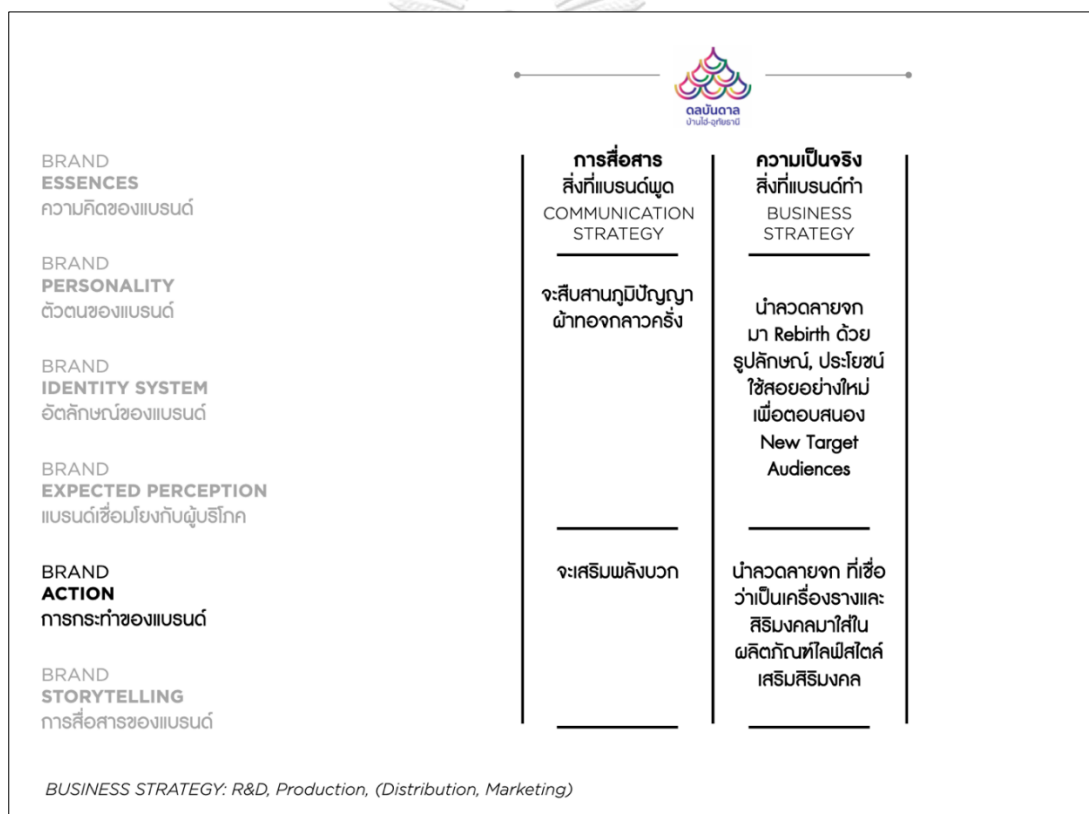 ดลบันดาล
บ้านไฮ่-อุทัยธานี
BRAND
ESSENCES
ความคิดของแบรนด์
BRAND
PERSONALITY
ตัวตนของแบรนด์
BRAND
IDENTITY SYSTEM
อัตลักษณ์ของแบรนด์
BRAND
EXPECTED PERCEPTION
แบรนด์เชื่อมโยงกับผู้บริโภค
BRAND
ACTION
การกระทำของแบรนด์
BRAND
STORYTELLING
การสื่อสารของแบรนด์
การสื่อสาร
สิ่งที่แบรนด์พูด
COMMUNICATION
STRATEGY
จะสืบสานภูมิปัญญา
ผ้าทอจกลาวครั่ง
จะเสริมพลังบวก
ความเป็นจริง
สิ่งที่แบรนด์ทำ
BUSINESS
STRATEGY
นำลวดลายจก
มา Rebirth ด้วย
รูปลักษณ์, ประโยชน์
ใช้สอยอย่างใหม่
เพื่อตอบสนอง
New Target
Audiences
นำลวดลายจก ที่เชื่อ
ว่าเป็นเครื่องรางและ
สิริมงคลมาใส่ใน
ผลิตภัณฑ์ไลฟ์สไตล์
เสริมสิริมงคล
BUSINESS STRATEGY: R&D, Production, (Distribution, Marketing)